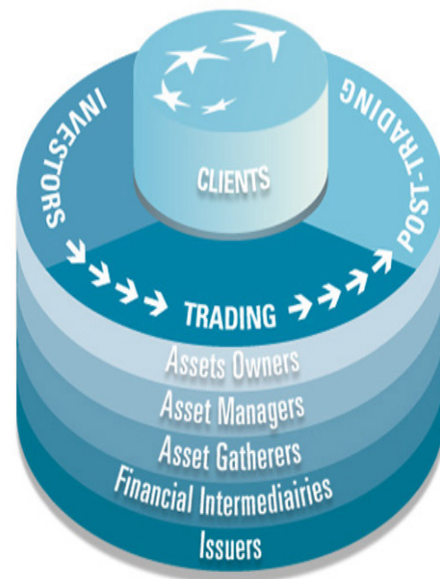 CLIENTS
INVESTORS
TRADING
POST-TRADING
Assets Owners
Asset Managers
Asset Gatherers
Financial Intermediairies
Issuers